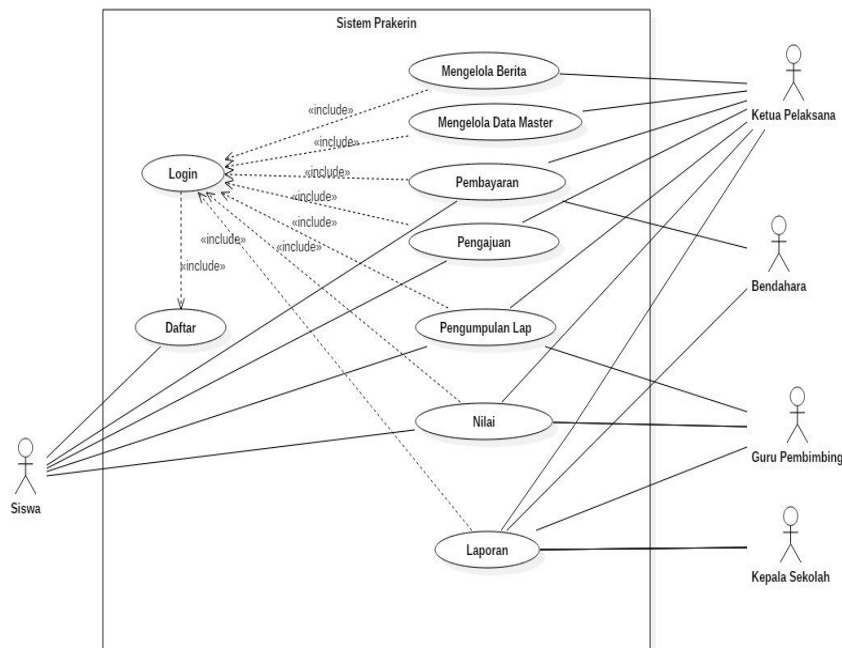 Sistem Prakerin
Mengelola Berita
Ketua Pelaksana
«include»
Mengelola Data Master
«include»
Login
«include»
Pembayaran
«include»
«include»
Pengajuan
«include»
«include»
«include»
Bendahara
Daftar
Pengumpulan Lap
Nilai
Guru Pembimbing
Siswa
Laporan
Kepala Sekolah